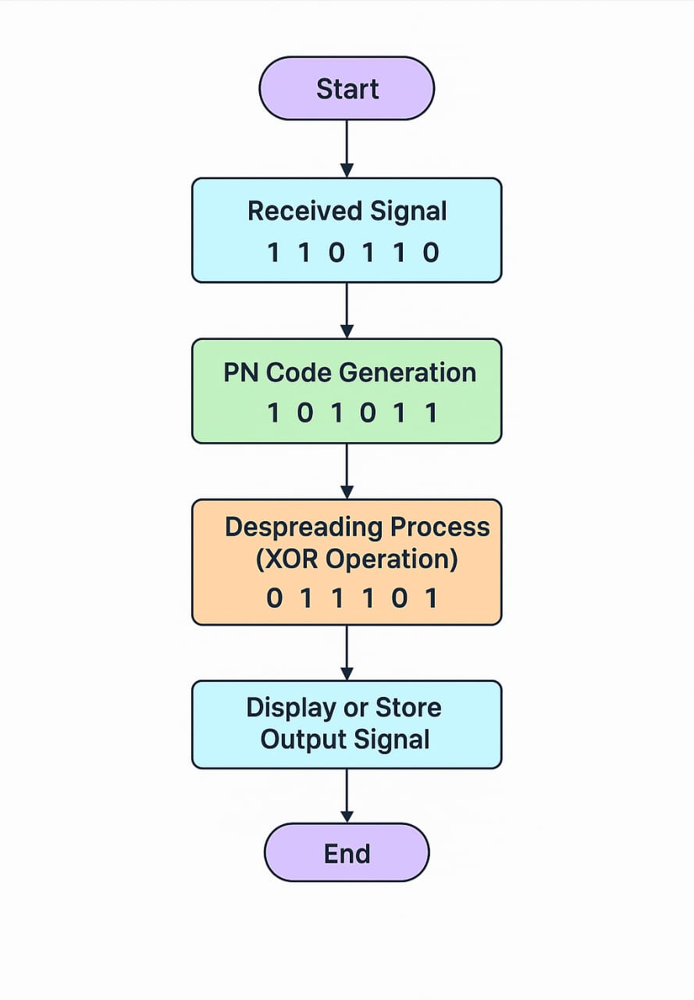 Start
Received Signal
1 1 0 1 1 0
PN Code Generation
1 0 1 0 1 1
Despreading Process
(XOR Operation)
0 1 1 1 0 1
Display or Store
Output Signal
End